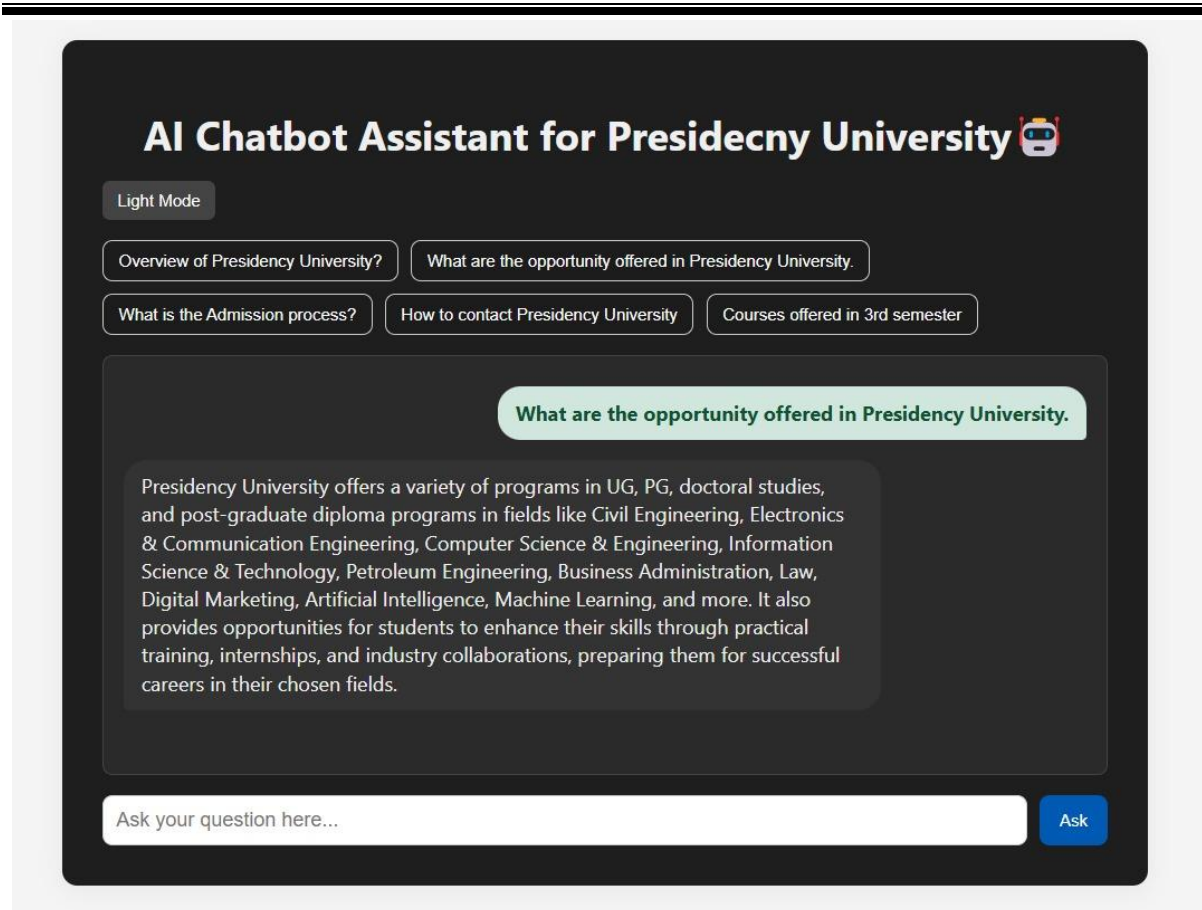 AI Chatbot Assistant for Presidecny University🤖
Light Mode
Overview of Presidency University? What are the opportunity offered in Presidency University.
What is the Admission process? How to contact Presidency University Courses offered in 3rd semester
What are the opportunity offered in Presidency University.
Presidency University offers a variety of programs in UG, PG, doctoral studies,
and post-graduate diploma programs in fields like Civil Engineering, Electronics
& Communication Engineering, Computer Science & Engineering, Information
Science & Technology, Petroleum Engineering, Business Administration, Law,
Digital Marketing, Artificial Intelligence, Machine Learning, and more. It also
provides opportunities for students to enhance their skills through practical
training, internships, and industry collaborations, preparing them for successful
careers in their chosen fields.
Ask your question here... Ask